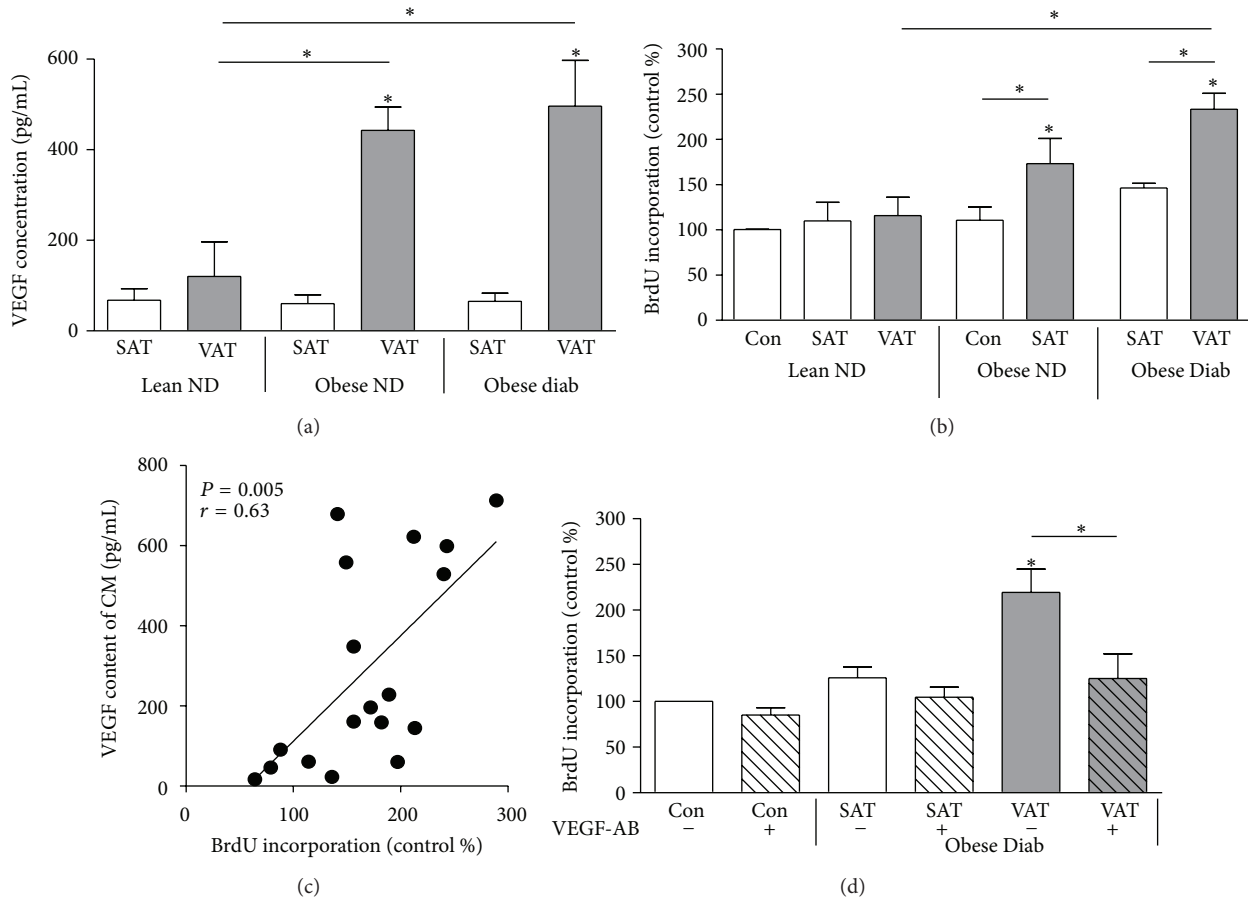 VEGF concentration (pg/mL)
600
400
200
0
*
*
*
*
SAT VAT SAT VAT SAT VAT
Lean ND Obese ND Obese diab
(a)
BrdU incorporation (control %)
300
250
200
150
100
50
0
*
*
*
*
*
Con SAT VAT Con SAT SAT VAT
Lean ND Obese ND Obese Diab
(b)
VEGF content of CM (pg/mL)
800
600
400
200
0
P = 0.005
r = 0.63
0 100 200 300
BrdU incorporation (control %)
(c)
BrdU incorporation (control %)
300
250
200
150
100
50
0
*
*
Con Con SAT SAT VAT VAT
VEGF-AB − + − + − +
Obese Diab
(d)